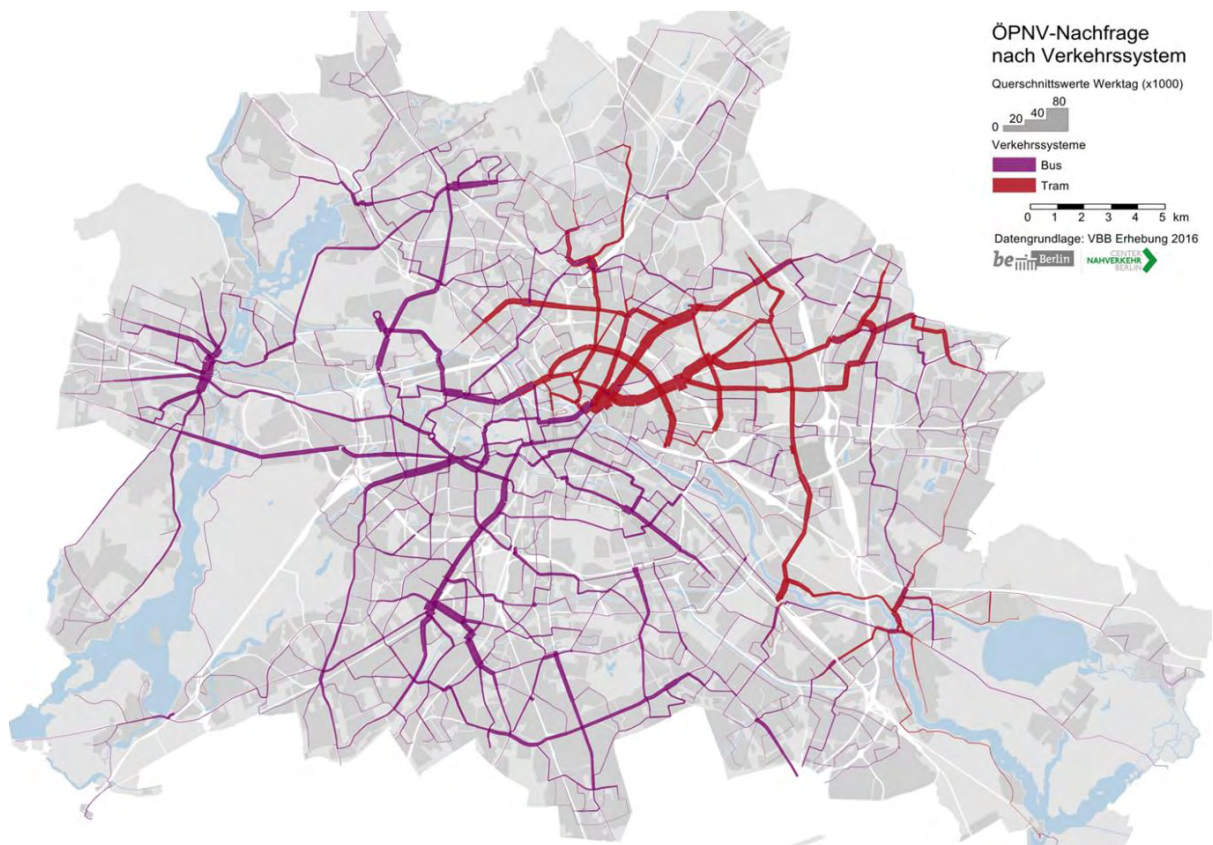 ÖPNV-Nachfrage
nach Verkehrssystem
Querschnittswerte Werktag (x1000)
0 20 40 80
Verkehrssysteme
Bus
Tram
0 1 2 3 4 5 km
Datengrundlage: VBB Erhebung 2016
be Berlin
CENTER
NAHVERKEHR
BERLIN